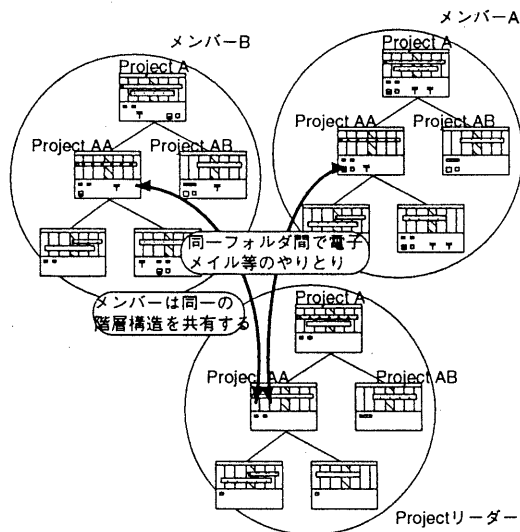 メンバーB
Project A
Project AA
Project AB
メンバーA
Project A
Project AA
Project AB
同一フォルダ間で電子
メイル等のやりとり
メンバーは同一の
階層構造を共有する
Project A
Project AA
Project AB
Projectリーダー